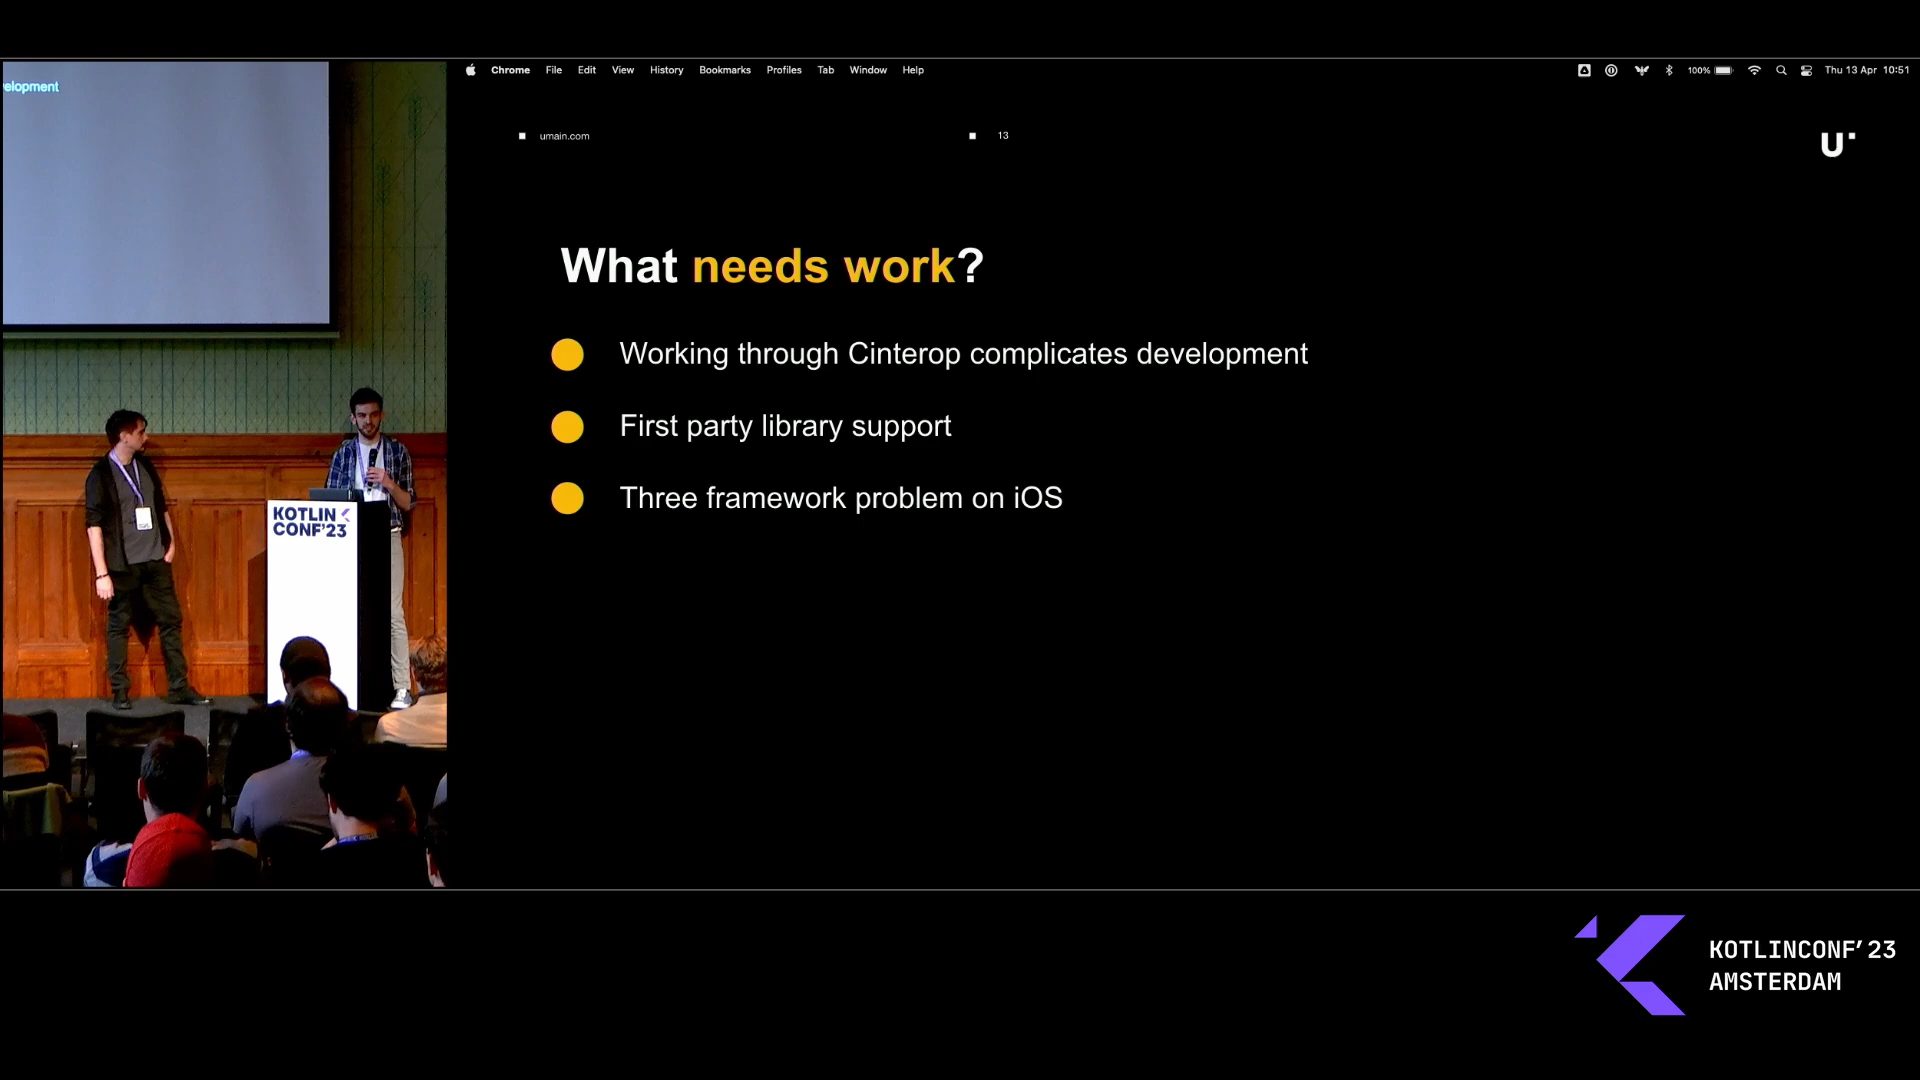 elopment
Chrome File Edit View History Bookmarks Profiles Tab Window Help
100% Thu 13 Apr 10:51
umain.com
13
U
What needs work?
Working through Cinterop complicates development
First party library support
Three framework problem on iOS
KOTLIN
CONF'23
KOTLINCONF'23
AMSTERDAM